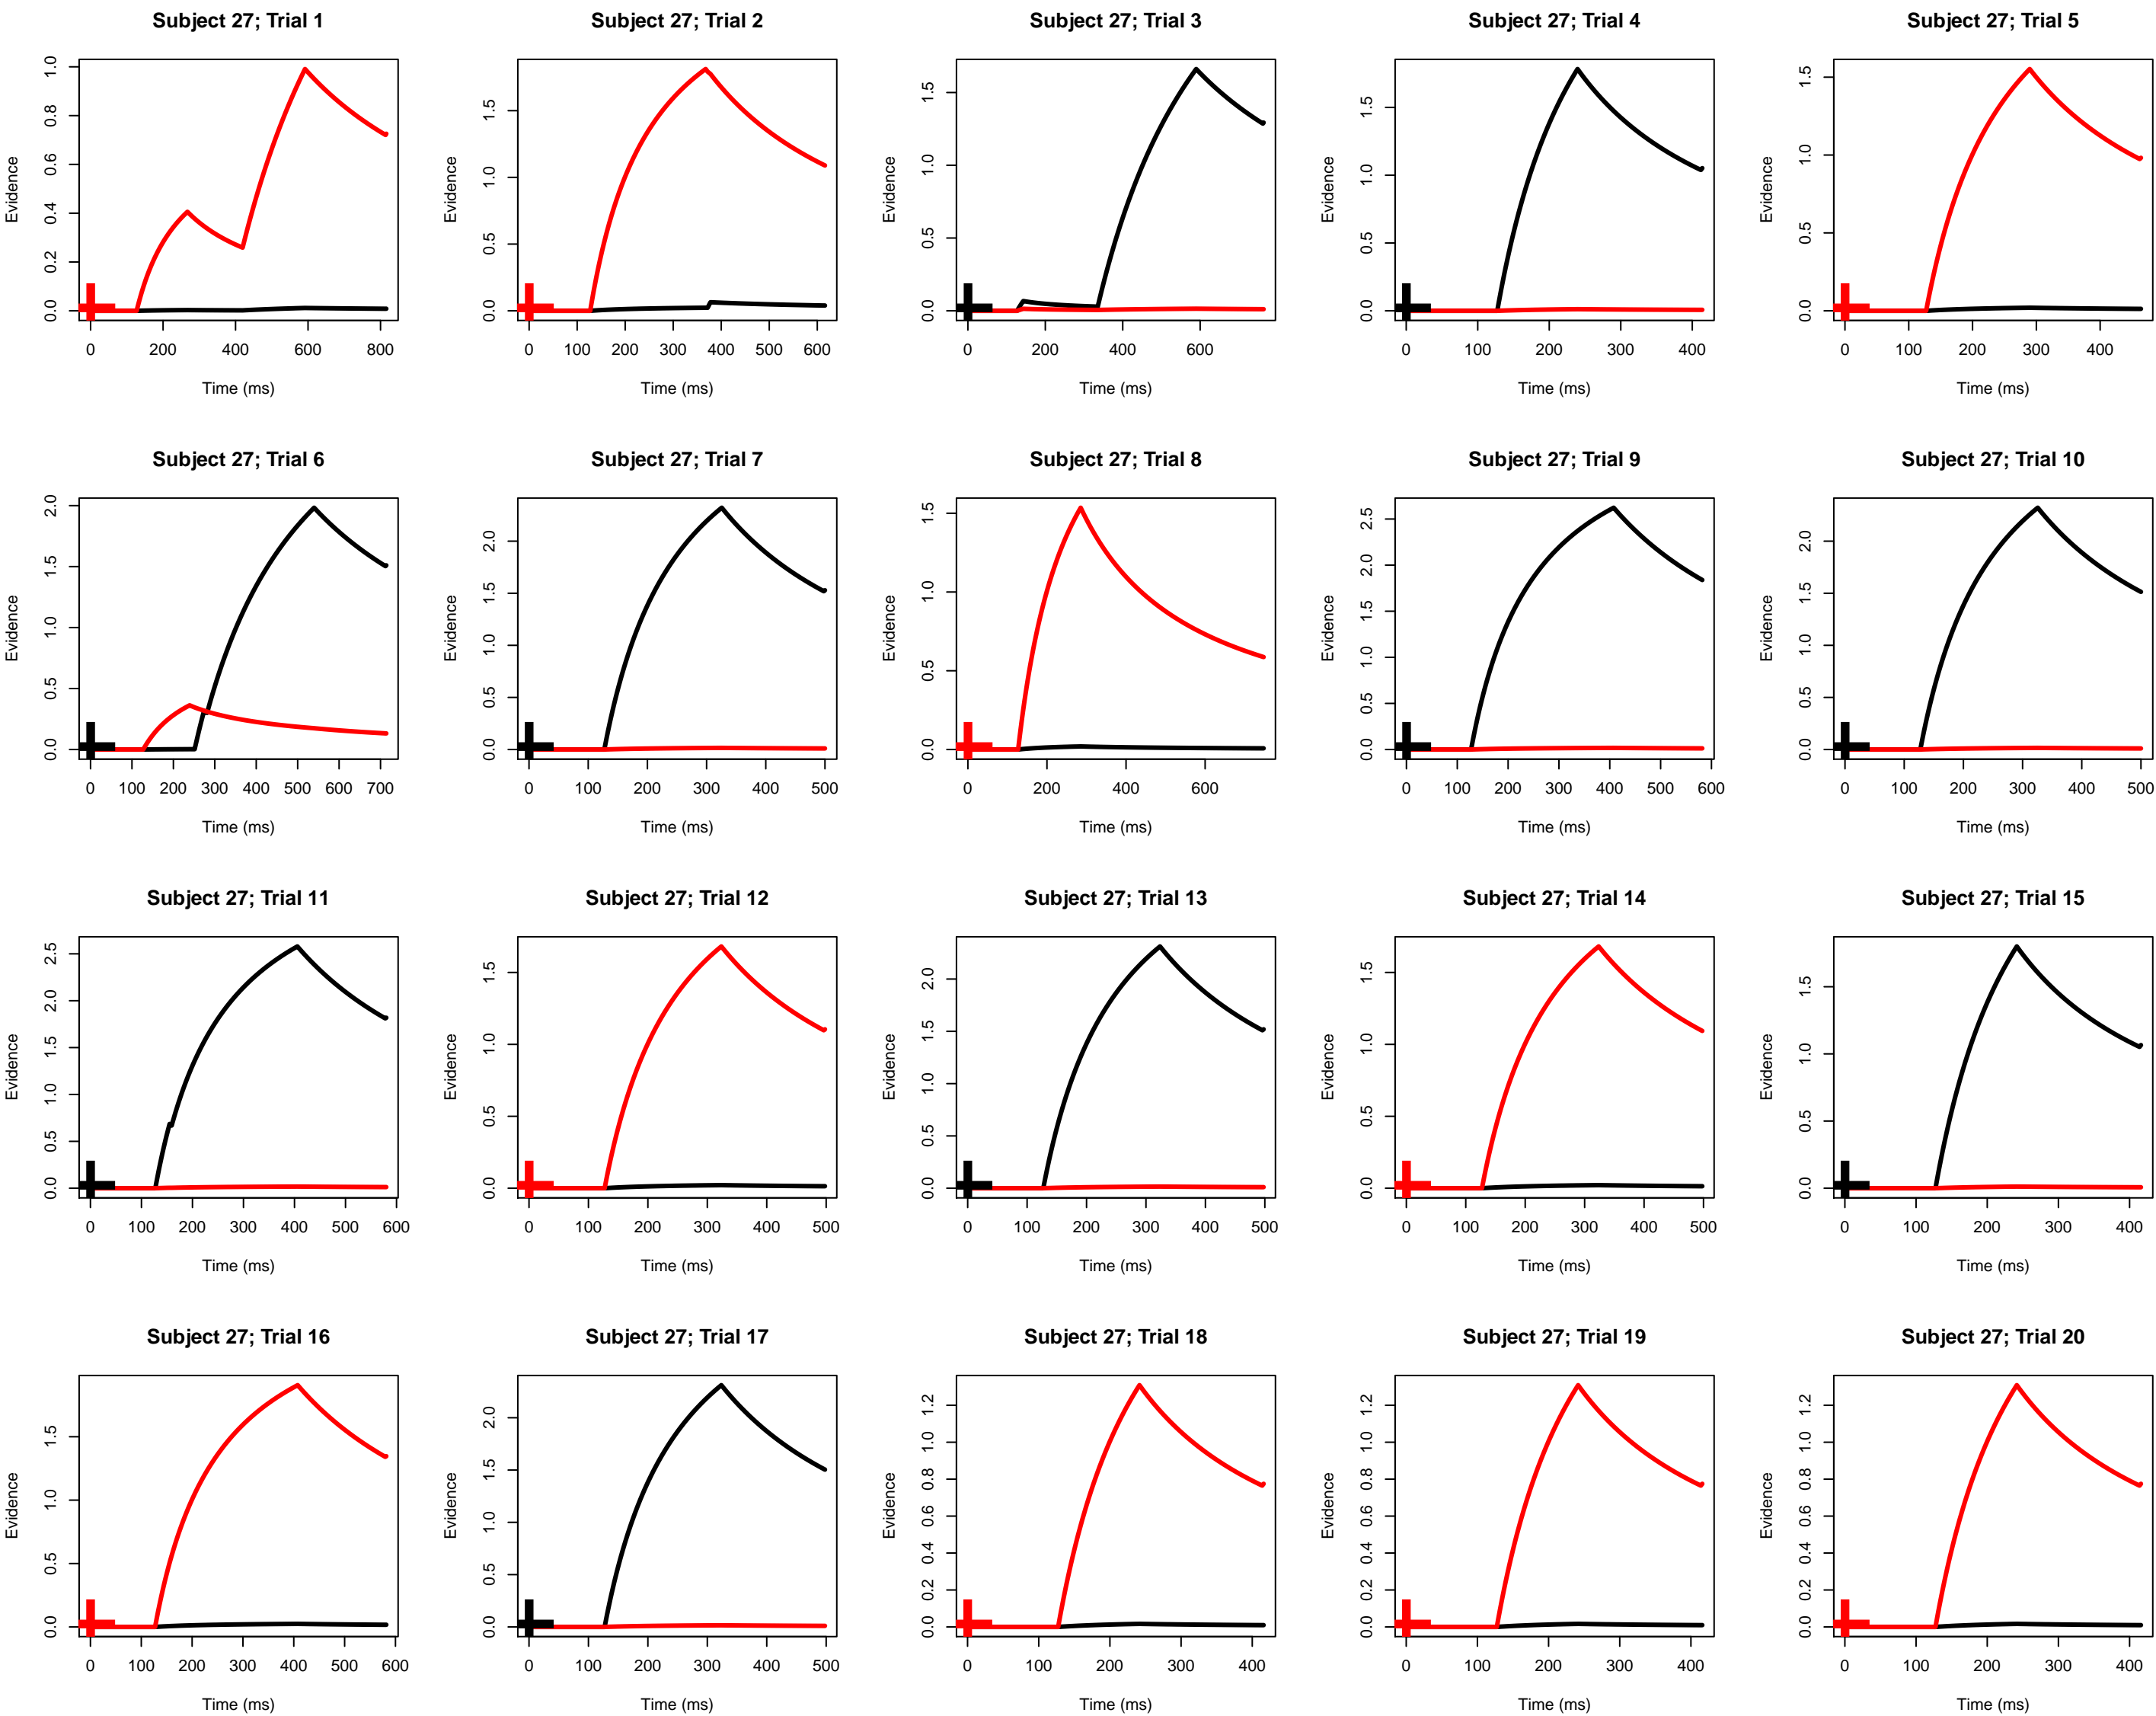 Subject 27; Trial 1
Evidence
0.0 0.2 0.4 0.6 0.8 1.0
0 200 400 600 800
Time (ms)
Subject 27; Trial 2
Evidence
0.0 0.5 1.0 1.5
0 100 200 300 400 500 600
Time (ms)
Subject 27; Trial 3
Evidence
0.0 0.5 1.0 1.5
0 200 400 600
Time (ms)
Subject 27; Trial 4
Evidence
0.0 0.5 1.0 1.5
0 100 200 300 400
Time (ms)
Subject 27; Trial 5
Evidence
0.0 0.5 1.0 1.5
0 100 200 300 400
Time (ms)
Subject 27; Trial 6
Evidence
0.0 0.5 1.0 1.5 2.0
0 100 200 300 400 500 600 700
Time (ms)
Subject 27; Trial 7
Evidence
0.0 0.5 1.0 1.5 2.0
0 100 200 300 400 500
Time (ms)
Subject 27; Trial 8
Evidence
0.0 0.5 1.0 1.5
0 200 400 600
Time (ms)
Subject 27; Trial 9
Evidence
0.0 0.5 1.0 1.5 2.0 2.5
0 100 200 300 400 500 600
Time (ms)
Subject 27; Trial 10
Evidence
0.0 0.5 1.0 1.5 2.0
0 100 200 300 400 500
Time (ms)
Subject 27; Trial 11
Evidence
0.0 0.5 1.0 1.5 2.0 2.5
0 100 200 300 400 500 600
Time (ms)
Subject 27; Trial 12
Evidence
0.0 0.5 1.0 1.5
0 100 200 300 400 500
Time (ms)
Subject 27; Trial 13
Evidence
0.0 0.5 1.0 1.5 2.0
0 100 200 300 400 500
Time (ms)
Subject 27; Trial 14
Evidence
0.0 0.5 1.0 1.5
0 100 200 300 400 500
Time (ms)
Subject 27; Trial 15
Evidence
0.0 0.5 1.0 1.5
0 100 200 300 400
Time (ms)
Subject 27; Trial 16
Evidence
0.0 0.5 1.0 1.5
0 100 200 300 400 500 600
Time (ms)
Subject 27; Trial 17
Evidence
0.0 0.5 1.0 1.5 2.0
0 100 200 300 400 500
Time (ms)
Subject 27; Trial 18
Evidence
0.0 0.2 0.4 0.6 0.8 1.0 1.2
0 100 200 300 400
Time (ms)
Subject 27; Trial 19
Evidence
0.0 0.2 0.4 0.6 0.8 1.0 1.2
0 100 200 300 400
Time (ms)
Subject 27; Trial 20
Evidence
0.0 0.2 0.4 0.6 0.8 1.0 1.2
0 100 200 300 400
Time (ms)